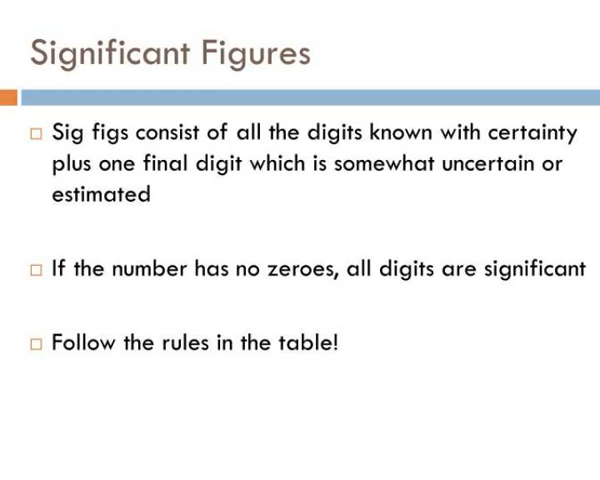 Significant Figures
Sig figs consist of all the digits known with certainty
plus one final digit which is somewhat uncertain or
estimated
If the number has no zeroes, all digits are significant
Follow the rules in the table!